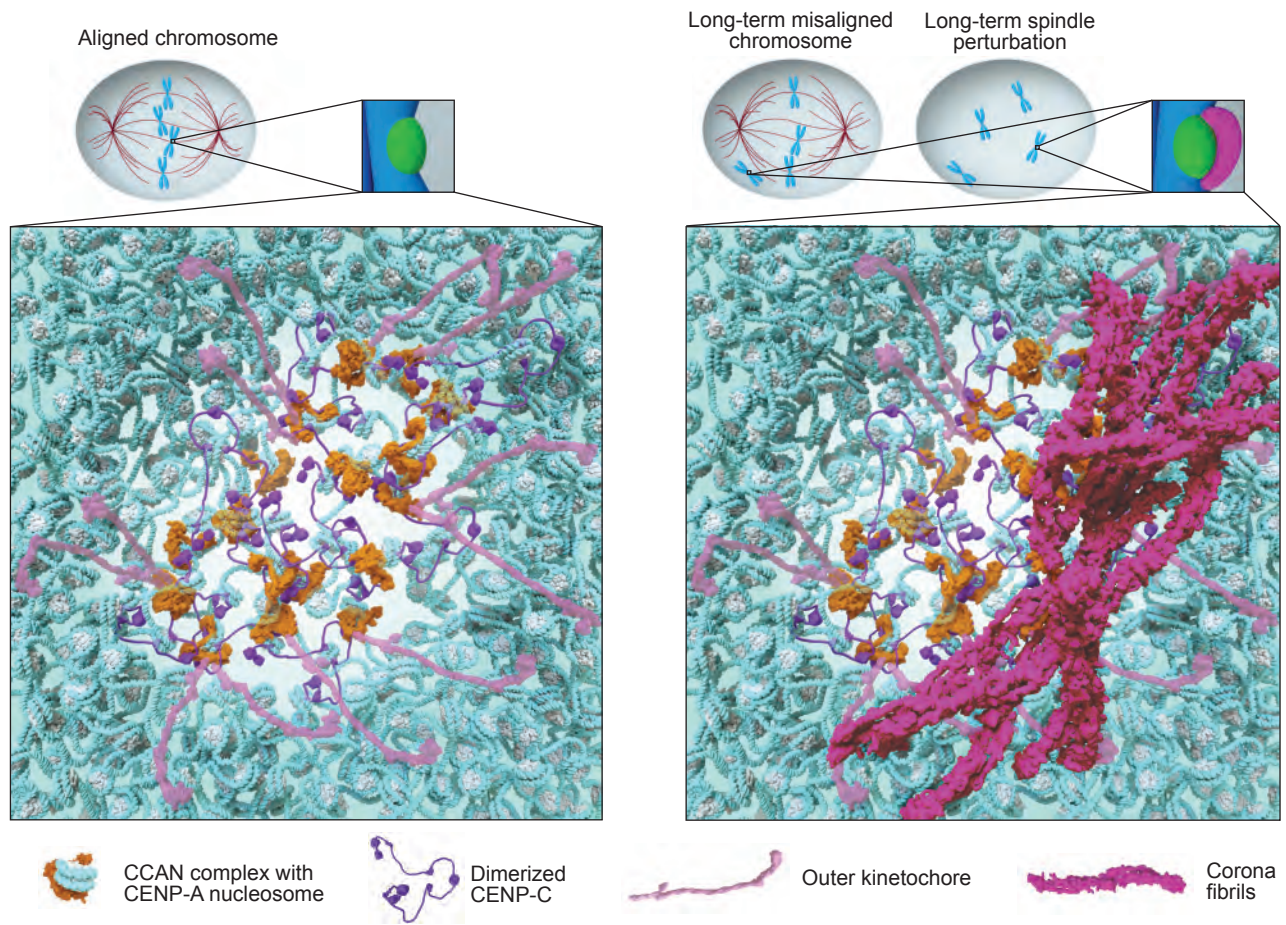 Aligned chromosome
Long-term misaligned
chromosome
Long-term spindle
perturbation
CCAN complex with
CENP-A nucleosome
Dimerized
CENP-C
Outer kinetochore
Corona
fibrils